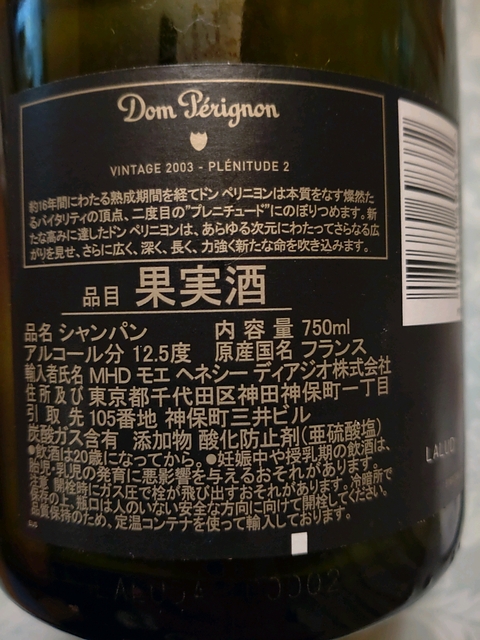 Dom Pérignon
VINTAGE 2003 - PLÉNITUDE 2
約16年間にわたる熟成期間を経てドン ペリニヨンは本質をなす燦然た
るバイタリティの頂点、二度目の"プレニチュード"にのぼりつめます。新
たな高みに達したドン ペリニヨンは、あらゆる次元にわたってさらなる広
がりを見せ、さらに広く、深く、長く、力強く新たな命を吹き込みます。
品目 果実酒
品名 シャンパン 内 容 量 750ml
アルコール分 12.5度 原産国名 フランス
輸入者氏名 MHD モエ ヘネシー ディアジオ株式会社
住 所 及 び 東京都千代田区神田神保町一丁目
引 取 先 105番地 神保町三井ビル
炭酸ガス含有 添加物 酸化防止剤(亜硫酸塩)
●飲酒は20歳になってから。●妊娠中や授乳期の飲酒は、
胎児・乳児の発育に悪影響を与えるおそれがあります。
注意 開栓時にガス圧で栓が飛び出すおそれがあります。冷暗所で
保存の上、瓶口は人のいない安全な方向に向けて開栓してください。
品質保持のため、定温コンテナを使って輸入しております。